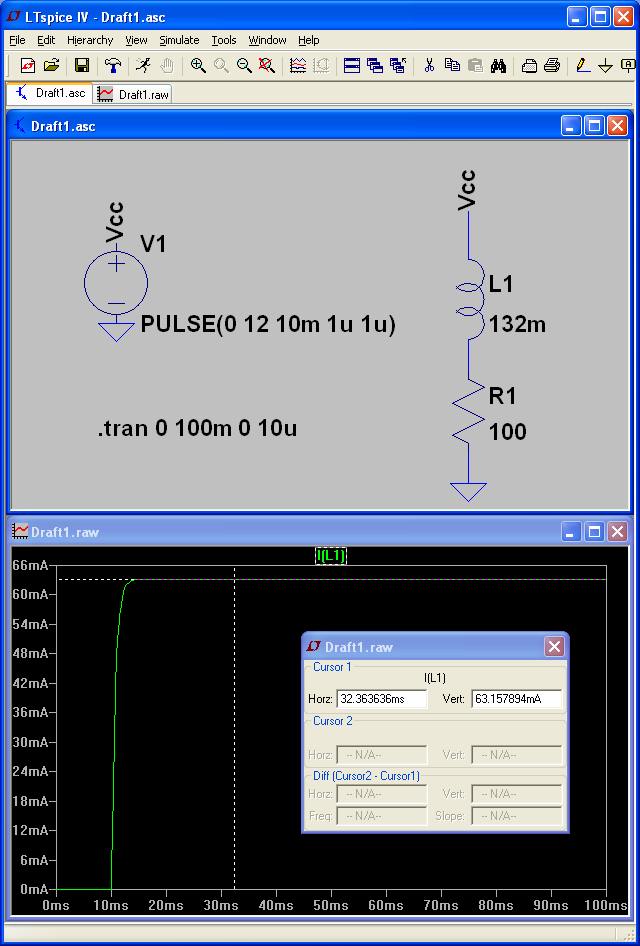 LTspice IV - Draft1.asc
File Edit Hierarchy View Simulate Tools Window Help
Draft1.asc Draft1.raw
Draft1.asc
Vcc
V1
PULSE(0 12 10m 1u 1u)
Vcc
L1
132m
R1
100
.tran 0 100m 0 10u
Draft1.raw
I(L1)
66mA
60mA
54mA
48mA
42mA
36mA
30mA
24mA
18mA
12mA
6mA
0mA
0ms 10ms 20ms 30ms 40ms 50ms 60ms 70ms 80ms 90ms 100ms
Draft1.raw
Cursor 1
I(L1)
Horz: 32.363636ms Vert: 63.157894mA
Cursor 2
Horz: -- N/A-- Vert: -- N/A--
Diff (Cursor2 - Cursor1)
Horz: -- N/A-- Vert: -- N/A--
Freq: -- N/A-- Slope: -- N/A--